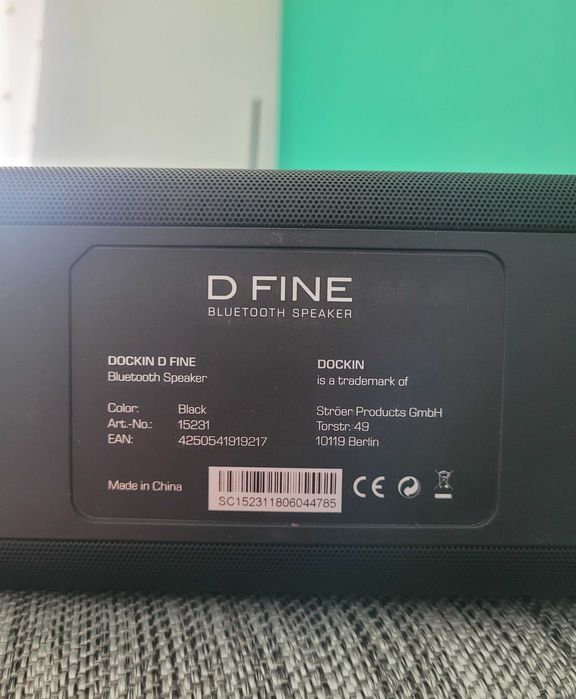 D FINE
BLUETOOTH SPEAKER
DOCKIN D FINE
Bluetooth Speaker
Color: Black
Art.-No.: 15231
EAN: 4250541919217
DOCKIN
is a trademark of
Ströer Products GmbH
Torstr. 49
10119 Berlin
Made in China
SC152311806044785
CE